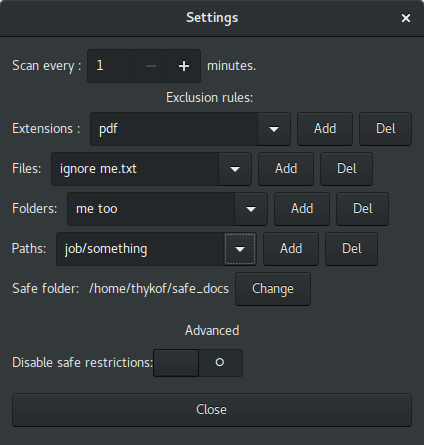 Settings
Scan every : 1 minutes.
Exclusion rules:
Extensions : pdf Add Del
Files: ignore me.txt Add Del
Folders: me too Add Del
Paths: job/something Add Del
Safe folder: /home/thykof/safe_docs Change
Advanced
Disable safe restrictions:
Close